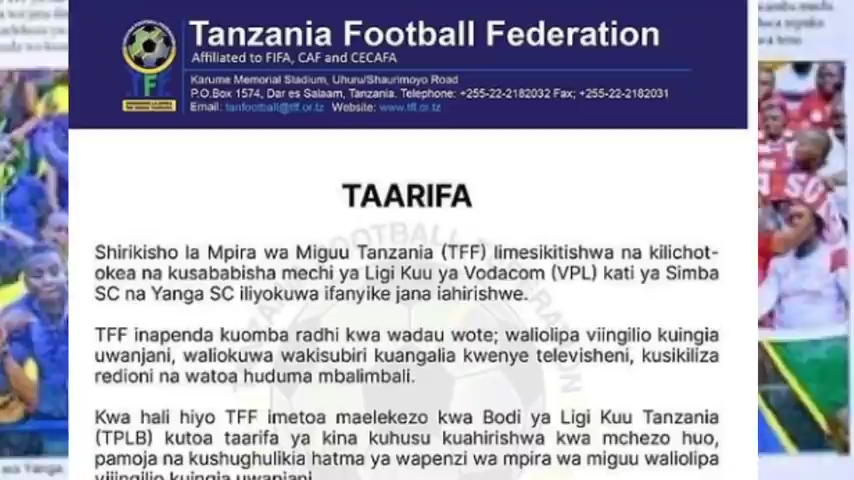 Tanzania Football Federation
Affiliated to FIFA, CAF and CECAFA
Karume Memorial Stadium, Uhuru/Shaurimoyo Road
P.O.Box 1574, Dar es Salaam, Tanzania. Telephone: +255-22-2182032 Fax; +255-22-2182031
Email: tanfootball@tff.or.tz Website: www.tff.or.tz
TFF
TAARIFA
Shirikisho la Mpira wa Miguu Tanzania (TFF) limesikitishwa na kilichot-
okea na kusababisha mechi ya Ligi Kuu ya Vodacom (VPL) kati ya Simba
SC na Yanga SC iliyokuwa ifanyike jana iahirishwe.
TFF inapenda kuomba radhi kwa wadau wote; waliolipa viingilio kuingia
uwanjani, waliokuwa wakisubiri kuangalia kwenye televisheni, kusikiliza
redioni na watoa huduma mbalimbali.
Kwa hali hiyo TFF imetoa maelekezo kwa Bodi ya Ligi Kuu Tanzania
(TPLB) kutoa taarifa ya kina kuhusu kuahirishwa kwa mchezo huo,
pamoja na kushughulikia hatma ya wapenzi wa mpira wa miguu waliolipa
viingilio kuingia uwanjani.
wa Yanga